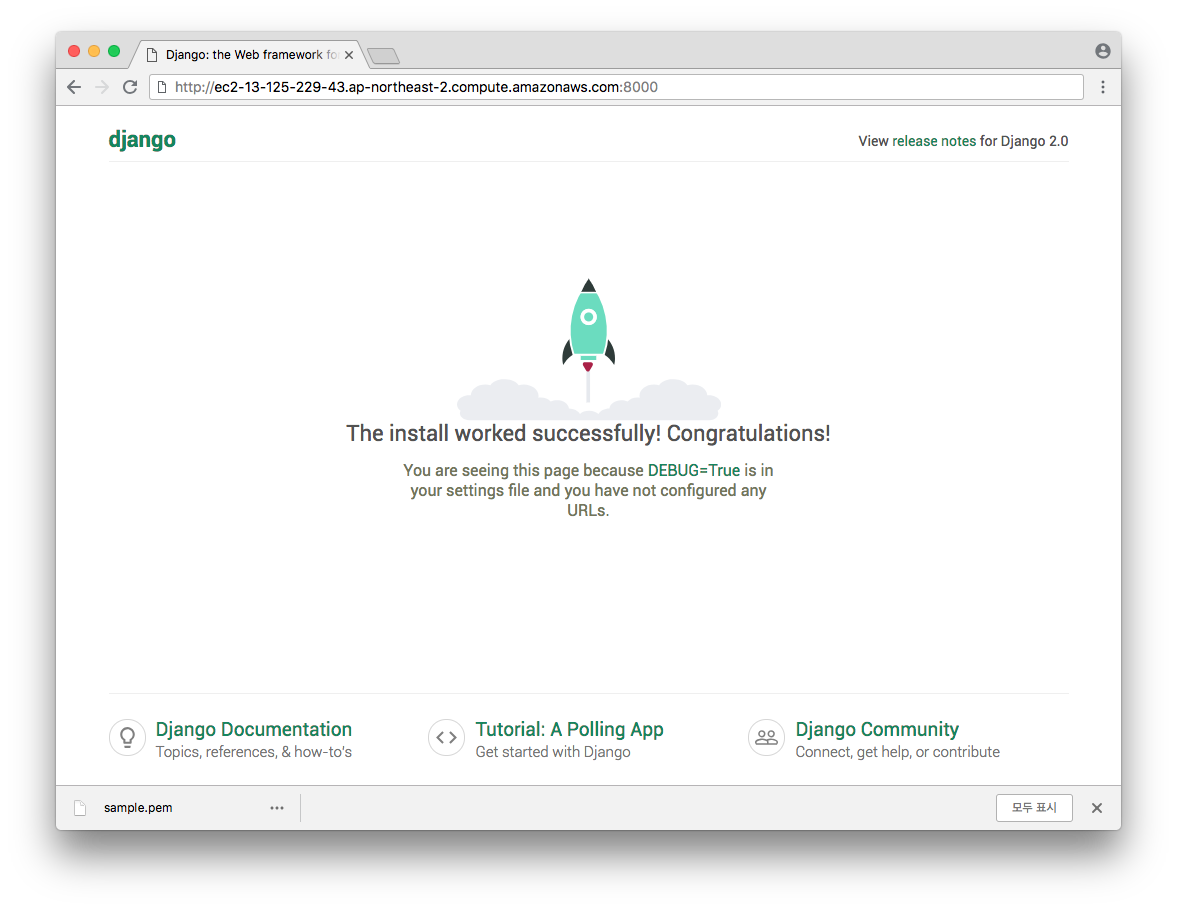 Django: the Web framework fo
http://ec2-13-125-229-43.ap-northeast-2.compute.amazonaws.com:8000
django
View release notes for Django 2.0
The install worked successfully! Congratulations!
You are seeing this page because DEBUG=True is in
your settings file and you have not configured any
URLs.
Django Documentation
Topics, references, & how-to's
Tutorial: A Polling App
Get started with Django
Django Community
Connect, get help, or contribute
sample.pem
모두 표시